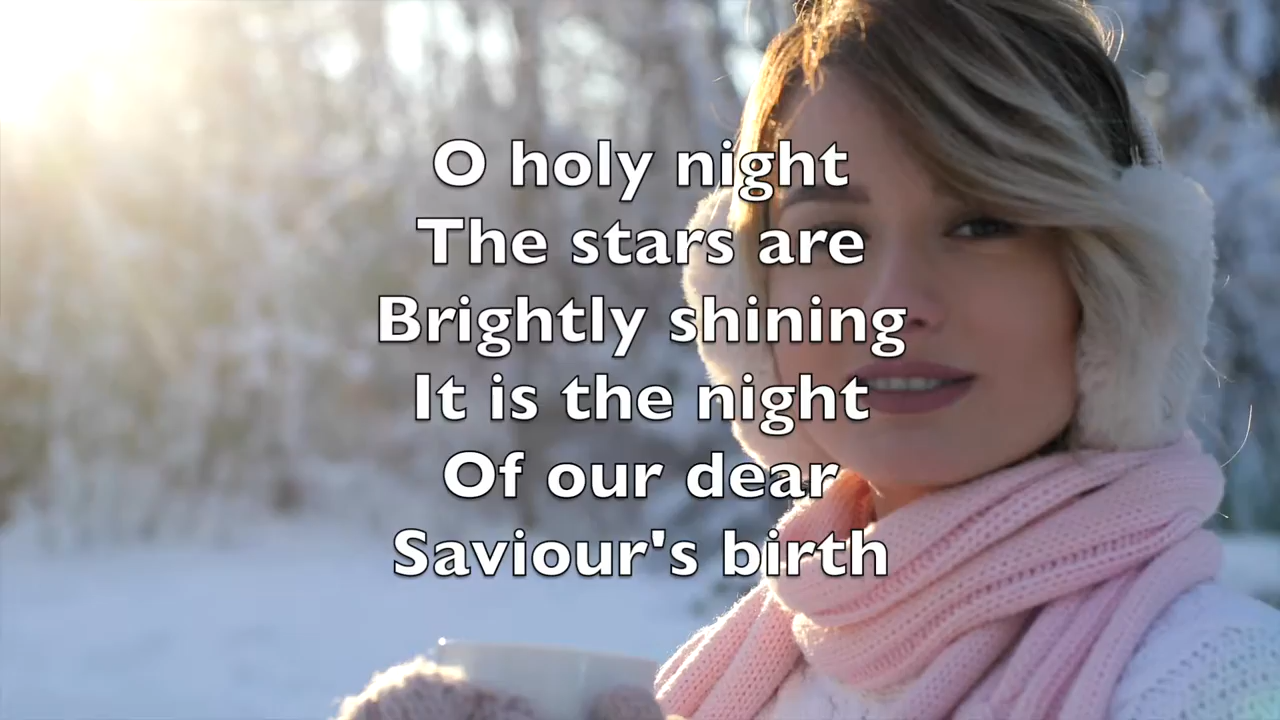 O holy night
The stars are
Brightly shining
It is the night
Of our dear
Saviour's birth